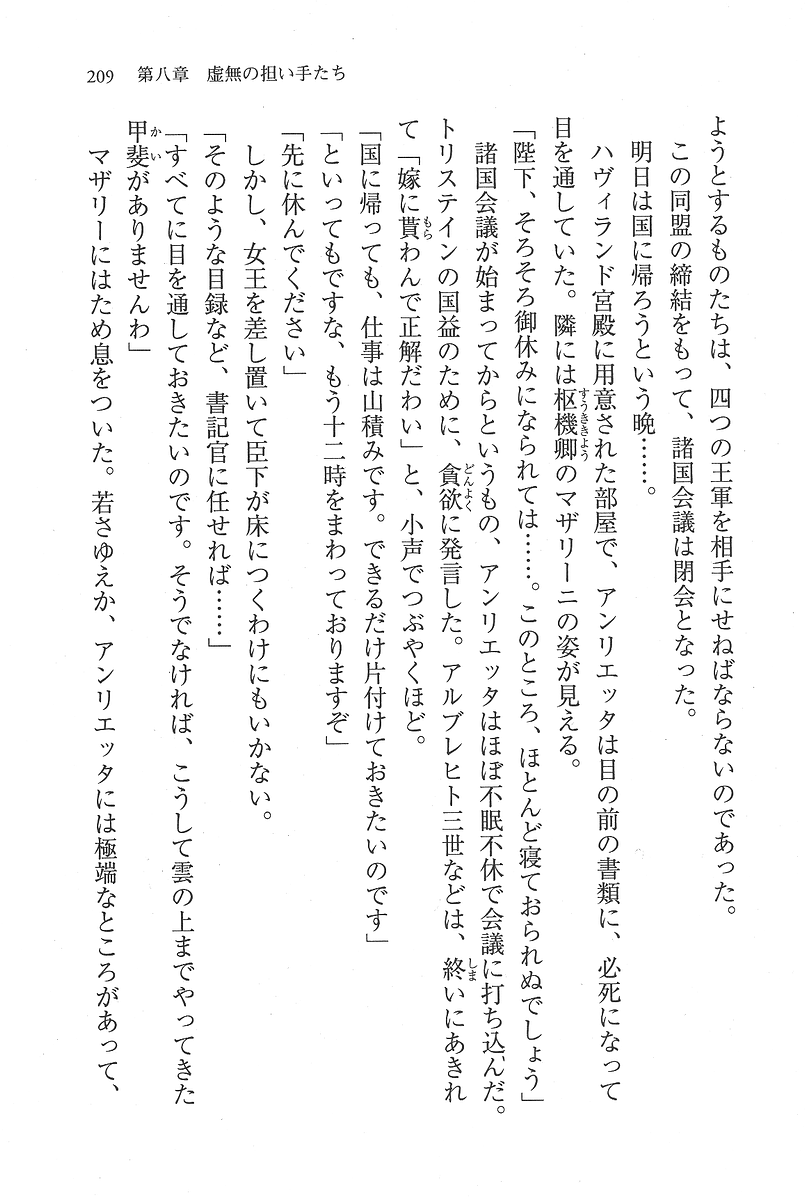 209　第八章　虚無の担い手たち
ようとするものたちは、四つの王軍を相手にせねばならないのであった。
　この同盟の締結をもって、諸国会議は閉会となった。
　明日は国に帰ろうという晩……。
　ハヴィランド宮殿に用意された部屋で、アンリエッタは目の前の書類に、必死になって
目を通していた。隣には枢機卿のマザリーニの姿が見える。
「陛下、そろそろ御休みになられては……。このところ、ほとんど寝ておられぬでしょう」
　諸国会議が始まってからというもの、アンリエッタはほぼ不眠不休で会議に打ち込んだ。
トリステインの国益のために、貪欲に発言した。アルブレヒト三世などは、終いにあきれ
て「嫁に貰わんで正解だわい」と、小声でつぶやくほど。
「国に帰っても、仕事は山積みです。できるだけ片付けておきたいのです」
「といってもですな、もう十二時をまわっておりますぞ」
「先に休んでください」
　しかし、女王を差し置いて臣下が床につくわけにもいかない。
「そのような目録など、書記官に任せれば……」
「すべてに目を通しておきたいのです。そうでなければ、こうして雲の上までやってきた
甲斐がありませんわ」
　マザリーにはため息をついた。若さゆえか、アンリエッタには極端なところがあって、